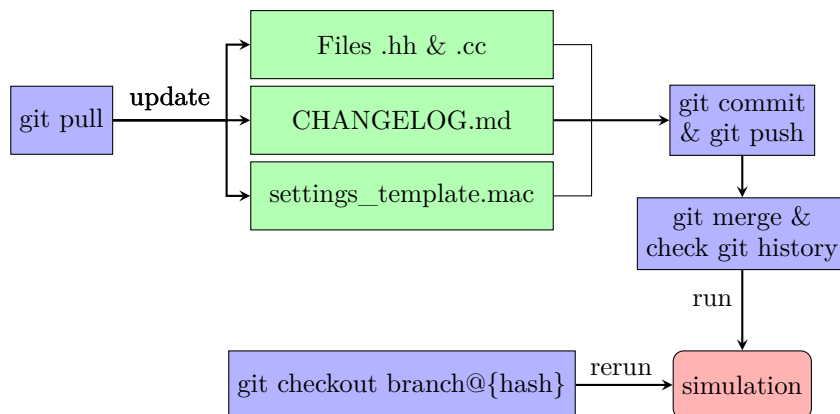 Files .hh & .cc
git pull
update
CHANGELOG.md
git commit
& git push
settings_template.mac
git merge &
check git history
run
git checkout branch@{hash}
rerun
simulation